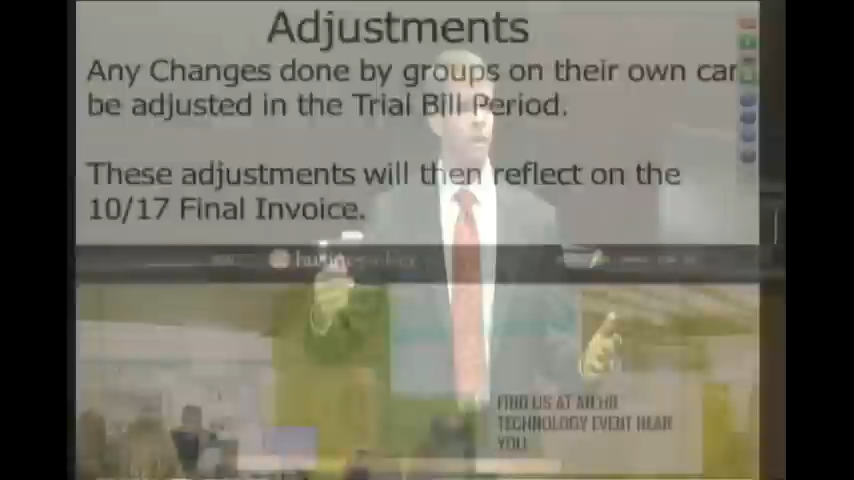 Adjustments
Any Changes done by groups on their own can
be adjusted in the Trial Bill Period.
These adjustments will then reflect on the
10/17 Final Invoice.
FIND US AT AN HR
TECHNOLOGY EVENT NEAR
YOU